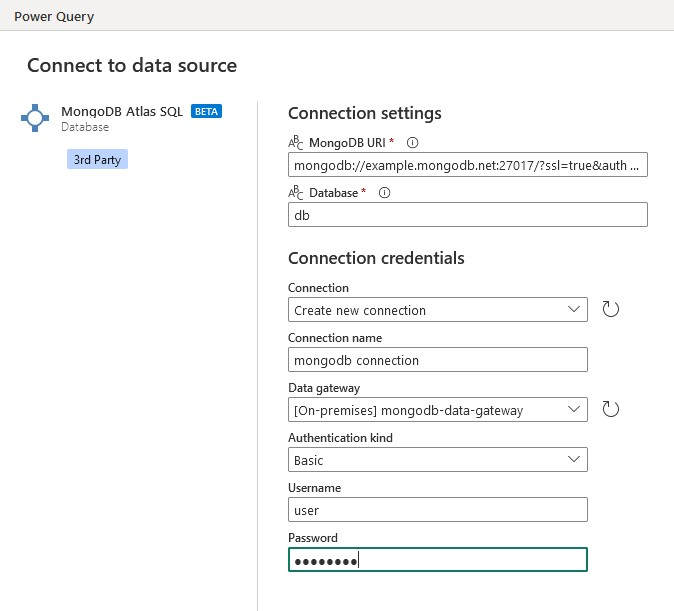 Power Query
Connect to data source
MongoDB Atlas SQL BETA
Database
3rd Party
Connection settings
ABC MongoDB URI *
mongodb://example.mongodb.net:27017/?ssl=true&auth ...
ABC Database *
db
Connection credentials
Connection
Create new connection
Connection name
mongodb connection
Data gateway
[On-premises] mongodb-data-gateway
Authentication kind
Basic
Username
user
Password
••••••••